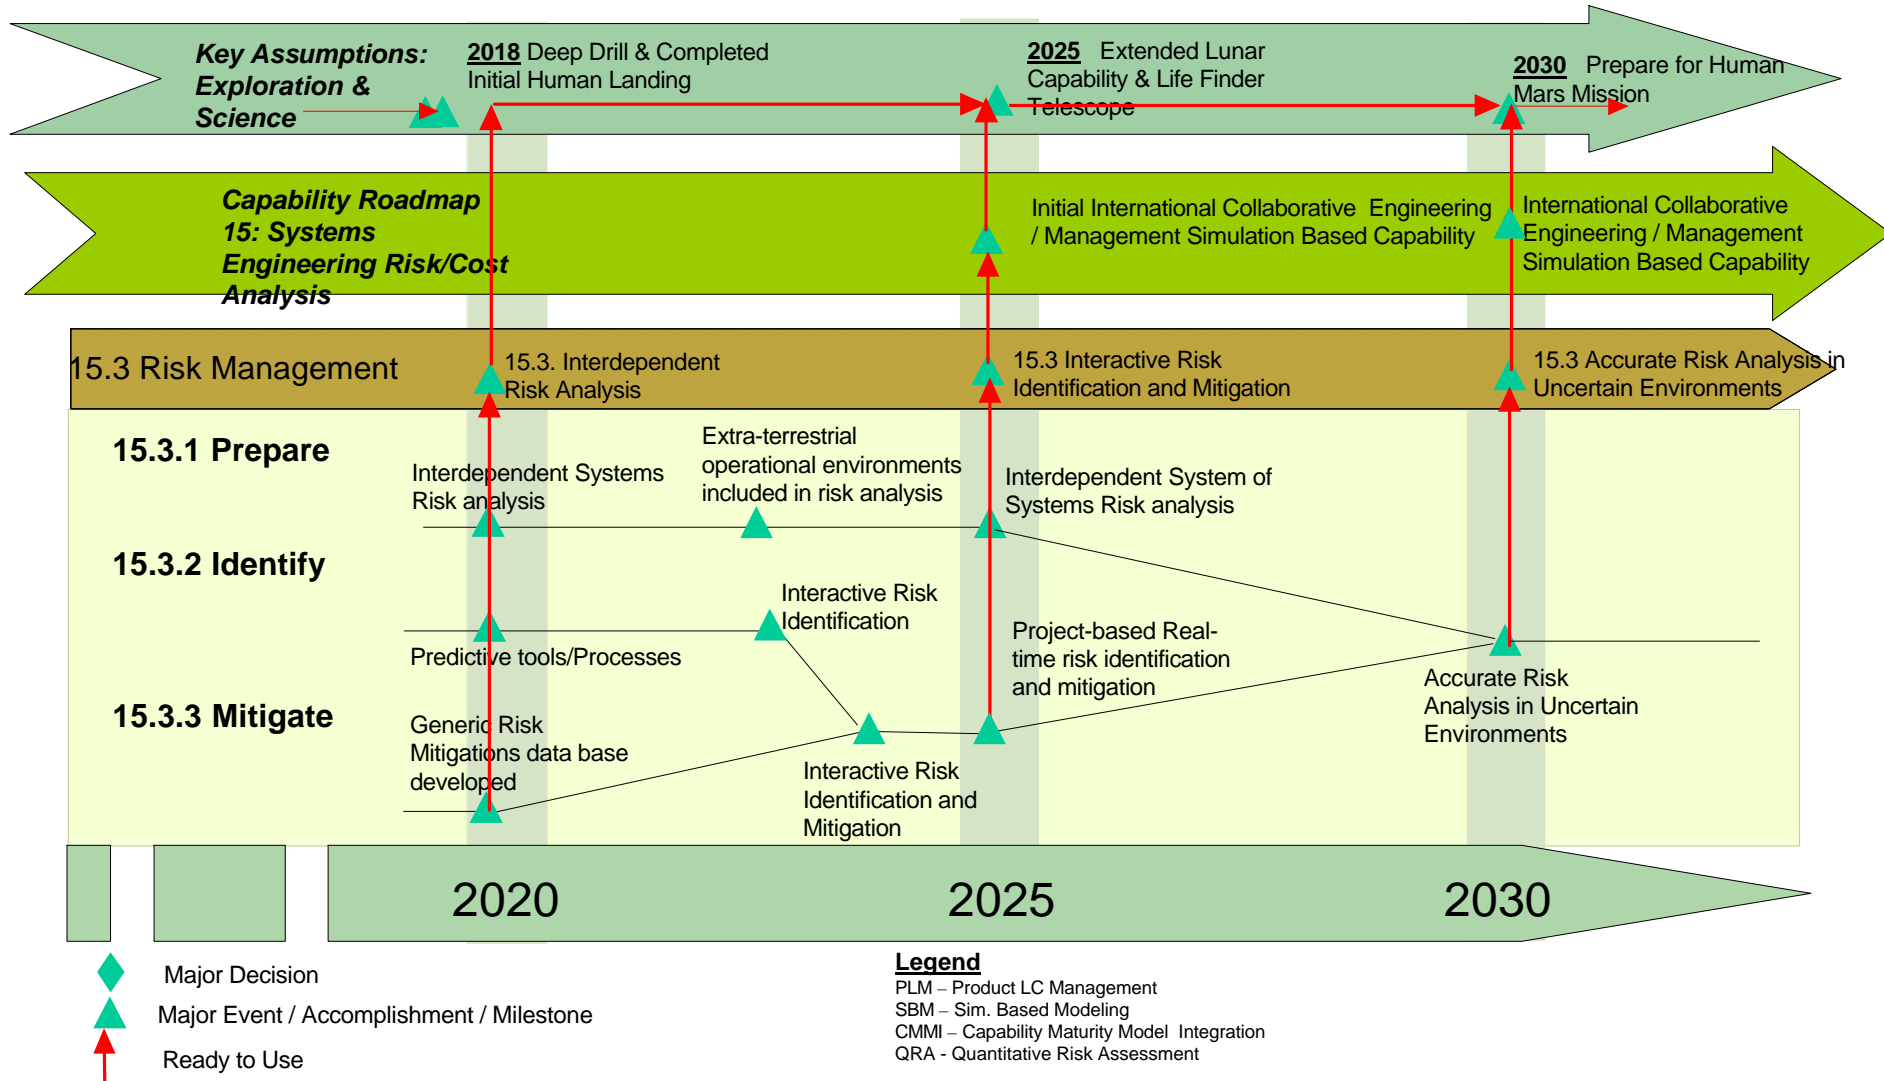 Key Assumptions:
Exploration &
Science
2018 Deep Drill & Completed
Initial Human Landing
2025 Extended Lunar
Capability & Life Finder
Telescope
2030 Prepare for Human
Mars Mission
Capability Roadmap
15: Systems
Engineering Risk/Cost
Analysis
Initial International Collaborative Engineering
/ Management Simulation Based Capability
International Collaborative
Engineering / Management
Simulation Based Capability
15.3 Risk Management
15.3. Interdependent
Risk Analysis
15.3 Interactive Risk
Identification and Mitigation
15.3 Accurate Risk Analysis in
Uncertain Environments
15.3.1 Prepare
Interdependent Systems
Risk analysis
Extra-terrestrial
operational environments
included in risk analysis
Interdependent System of
Systems Risk analysis
15.3.2 Identify
Predictive tools/Processes
Interactive Risk
Identification
Project-based Real-
time risk identification
and mitigation
15.3.3 Mitigate
Generic Risk
Mitigations data base
developed
Interactive Risk
Identification and
Mitigation
Accurate Risk
Analysis in Uncertain
Environments
2020
2025
2030
Major Decision
Major Event / Accomplishment / Milestone
Ready to Use
Legend
PLM – Product LC Management
SBM – Sim. Based Modeling
CMMI – Capability Maturity Model Integration
QRA - Quantitative Risk Assessment